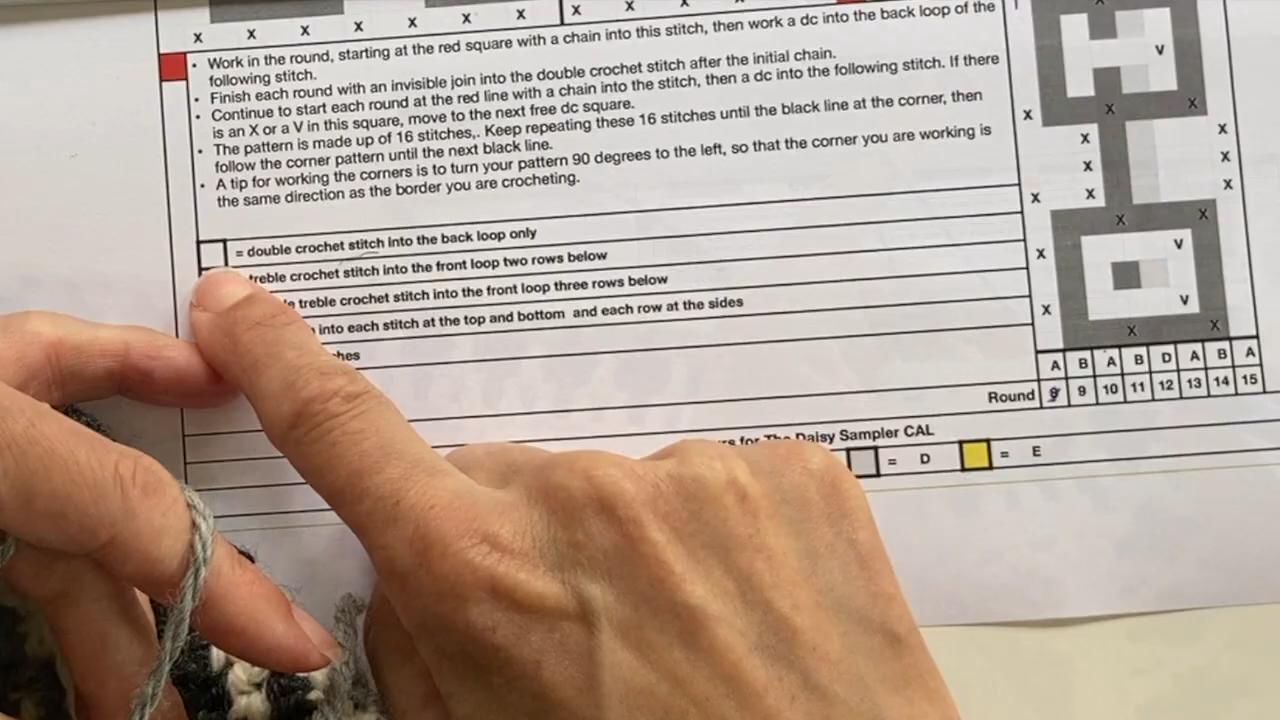 x x x x x x x x x x x
• Work in the round, starting at the red square with a chain into this stitch, then work a dc into the back loop of the
following stitch.
• Finish each round with an invisible join into the double crochet stitch after the initial chain.
• Continue to start each round at the red line with a chain into the stitch, then a dc into the following stitch. If there
is an X or a V in this square, move to the next free dc square.
• The pattern is made up of 16 stitches,. Keep repeating these 16 stitches until the black line at the corner, then
follow the corner pattern until the next black line.
• A tip for working the corners is to turn your pattern 90 degrees to the left, so that the corner you are working is
the same direction as the border you are crocheting.
= double crochet stitch into the back loop only
treble crochet stitch into the front loop two rows below
treble crochet stitch into the front loop three rows below
into each stitch at the top and bottom and each row at the sides
x
V
x x x
x x
x x
x x x
x x
V
x
V
x x x
A B A B D A B A
Round 9 9 10 11 12 13 14 15
for The Daisy Sampler CAL
= D = E